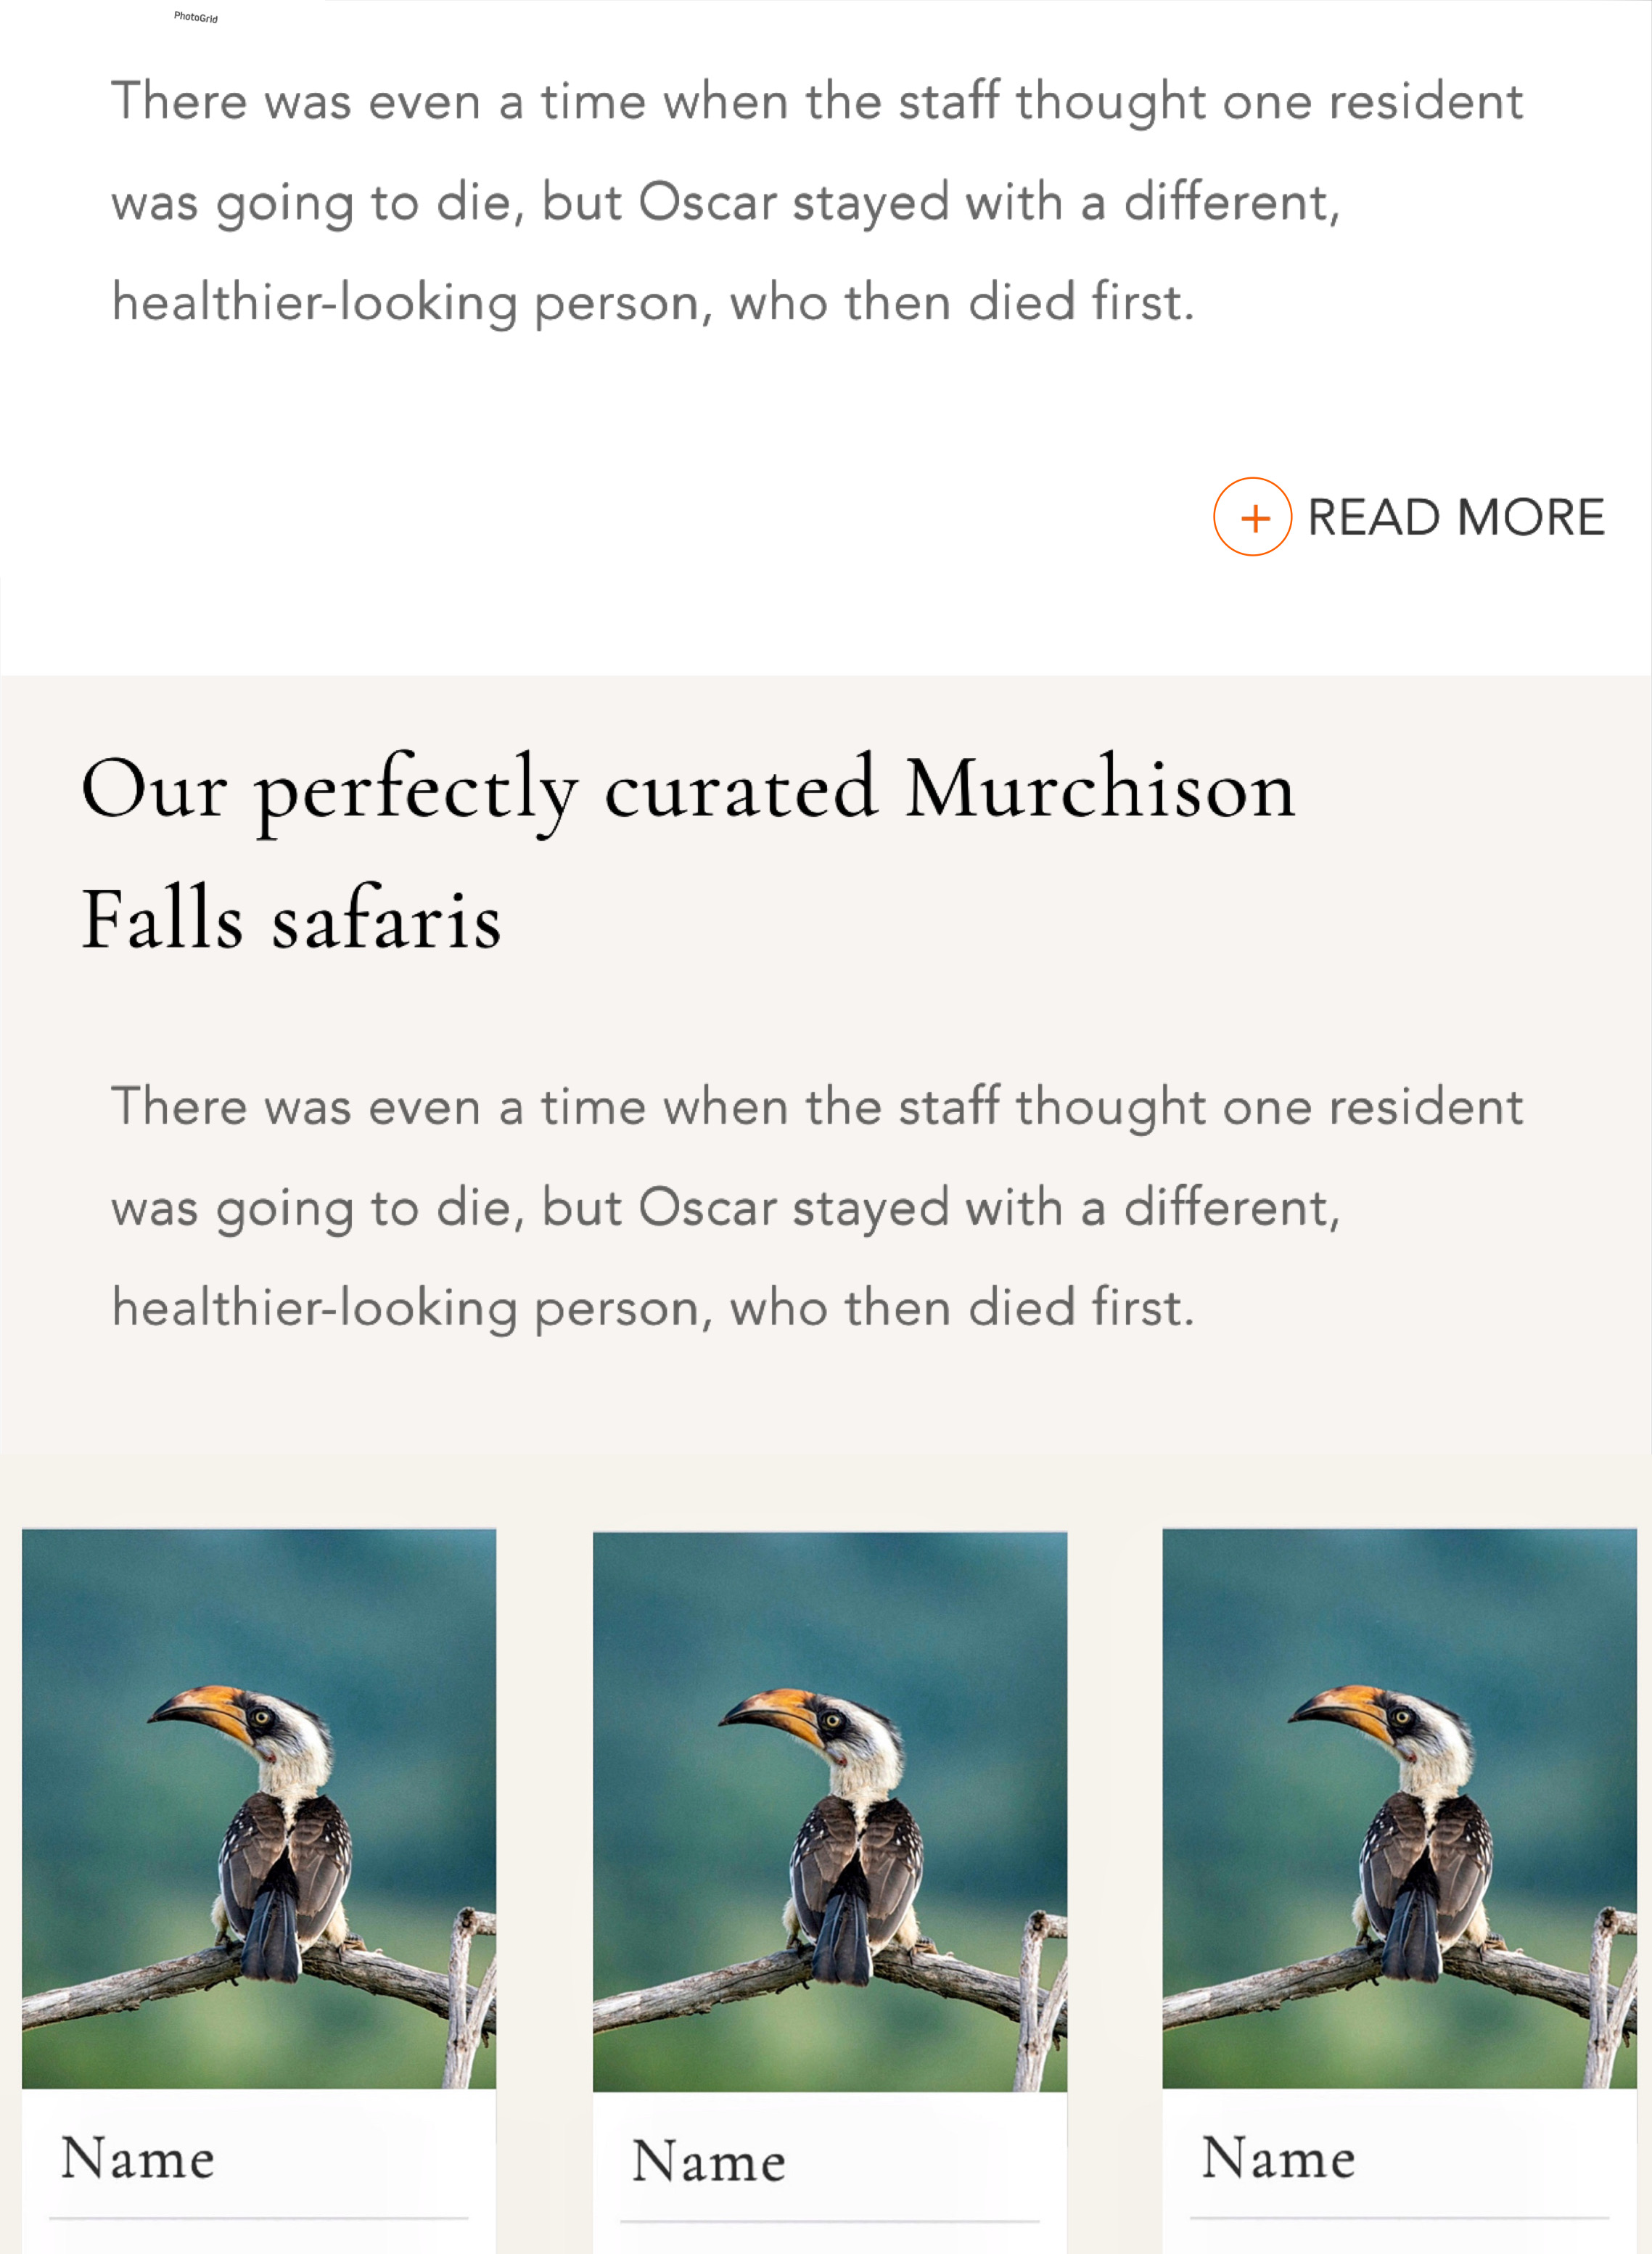 PhotoGrid
There was even a time when the staff thought one resident
was going to die, but Oscar stayed with a different,
healthier-looking person, who then died first.
+ READ MORE
Our perfectly curated Murchison
Falls safaris
There was even a time when the staff thought one resident
was going to die, but Oscar stayed with a different,
healthier-looking person, who then died first.
Name
Name
Name